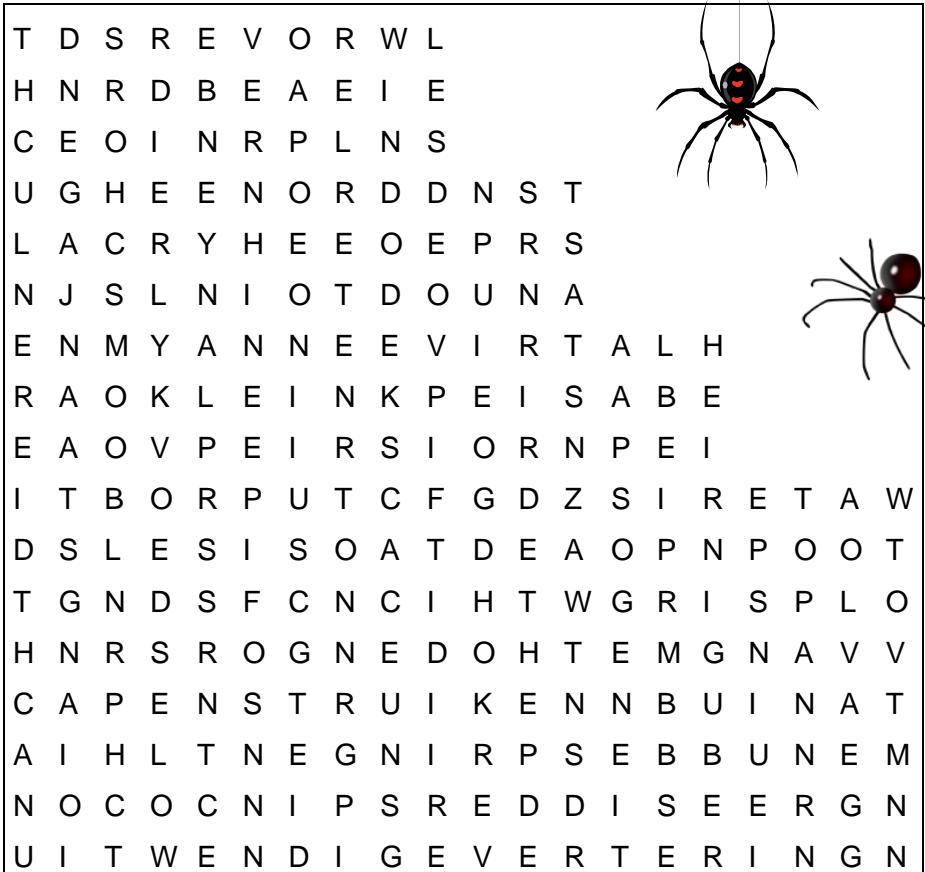 T D S R E V O R W L
H N R D B E A E I E
C E O I N R P L N S
U G H E E N O R D D N S T
L A C R Y H E E O E P R S
N J S L N I O T D O U N A
E N M Y A N N E E V I R T A L H
R A O K L E I N K P E I S A B E
E A O V P E I R S I O R N P E I
I T B O R P U T C F G D Z S I R E T A W
D S L E S I S O A T D E A O P N P O O T
T G N D S F C N C I H T W G R I S P L O
H N R S R O G N E D O H T E M G N A V V
C A P E N S T R U I K E N N B U I N A T
A I H L T N E G N I R P S E B B U N E M
N O C O C N I P S R E D D I S E E R G N
U I T W E N D I G E V E R T E R I N G N